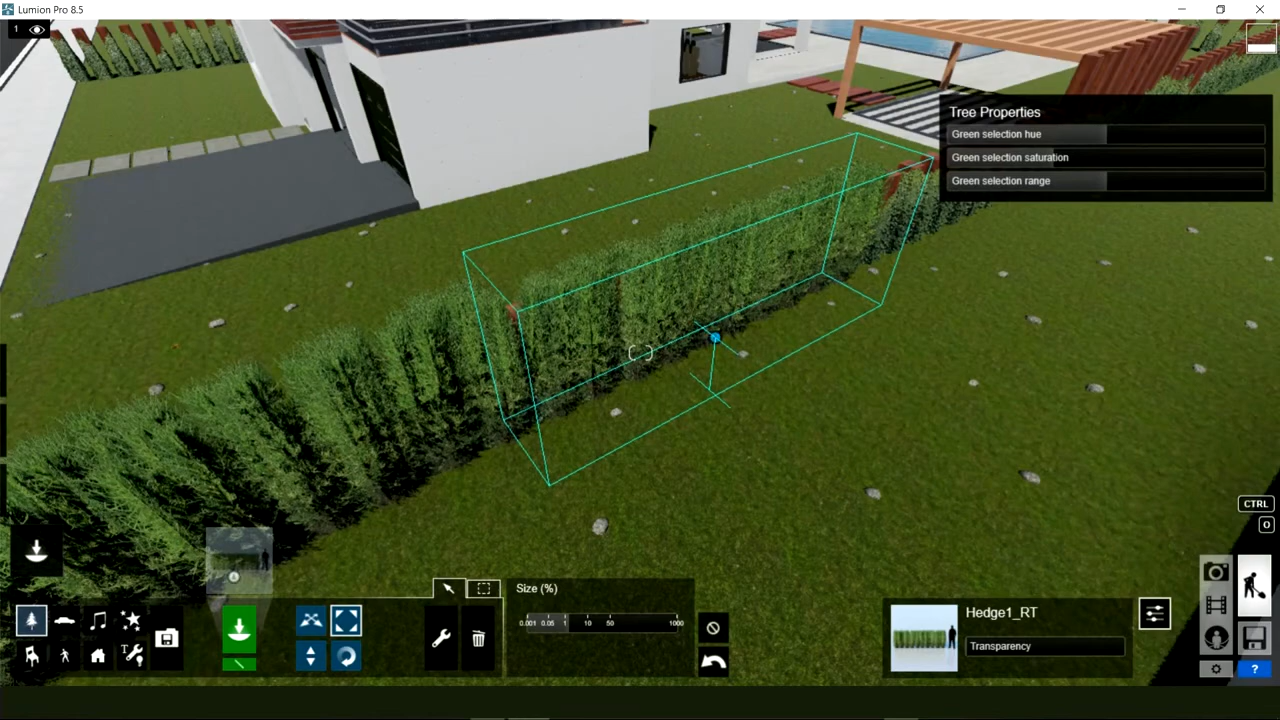 Lumion Pro 8.5
1
Tree Properties
Green selection hue
Green selection saturation
Green selection range
CTRL
O
Size (%)
0.001 0.05 1 10 50 1000
Hedge1_RT
Transparency
T
?